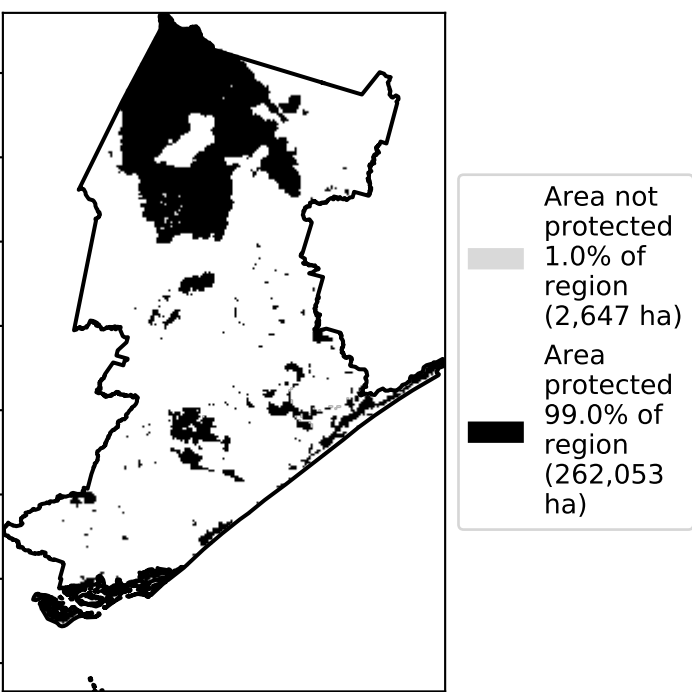 Area not
protected
1.0% of
region
(2,647 ha)
Area
protected
99.0% of
region
(262,053
ha)